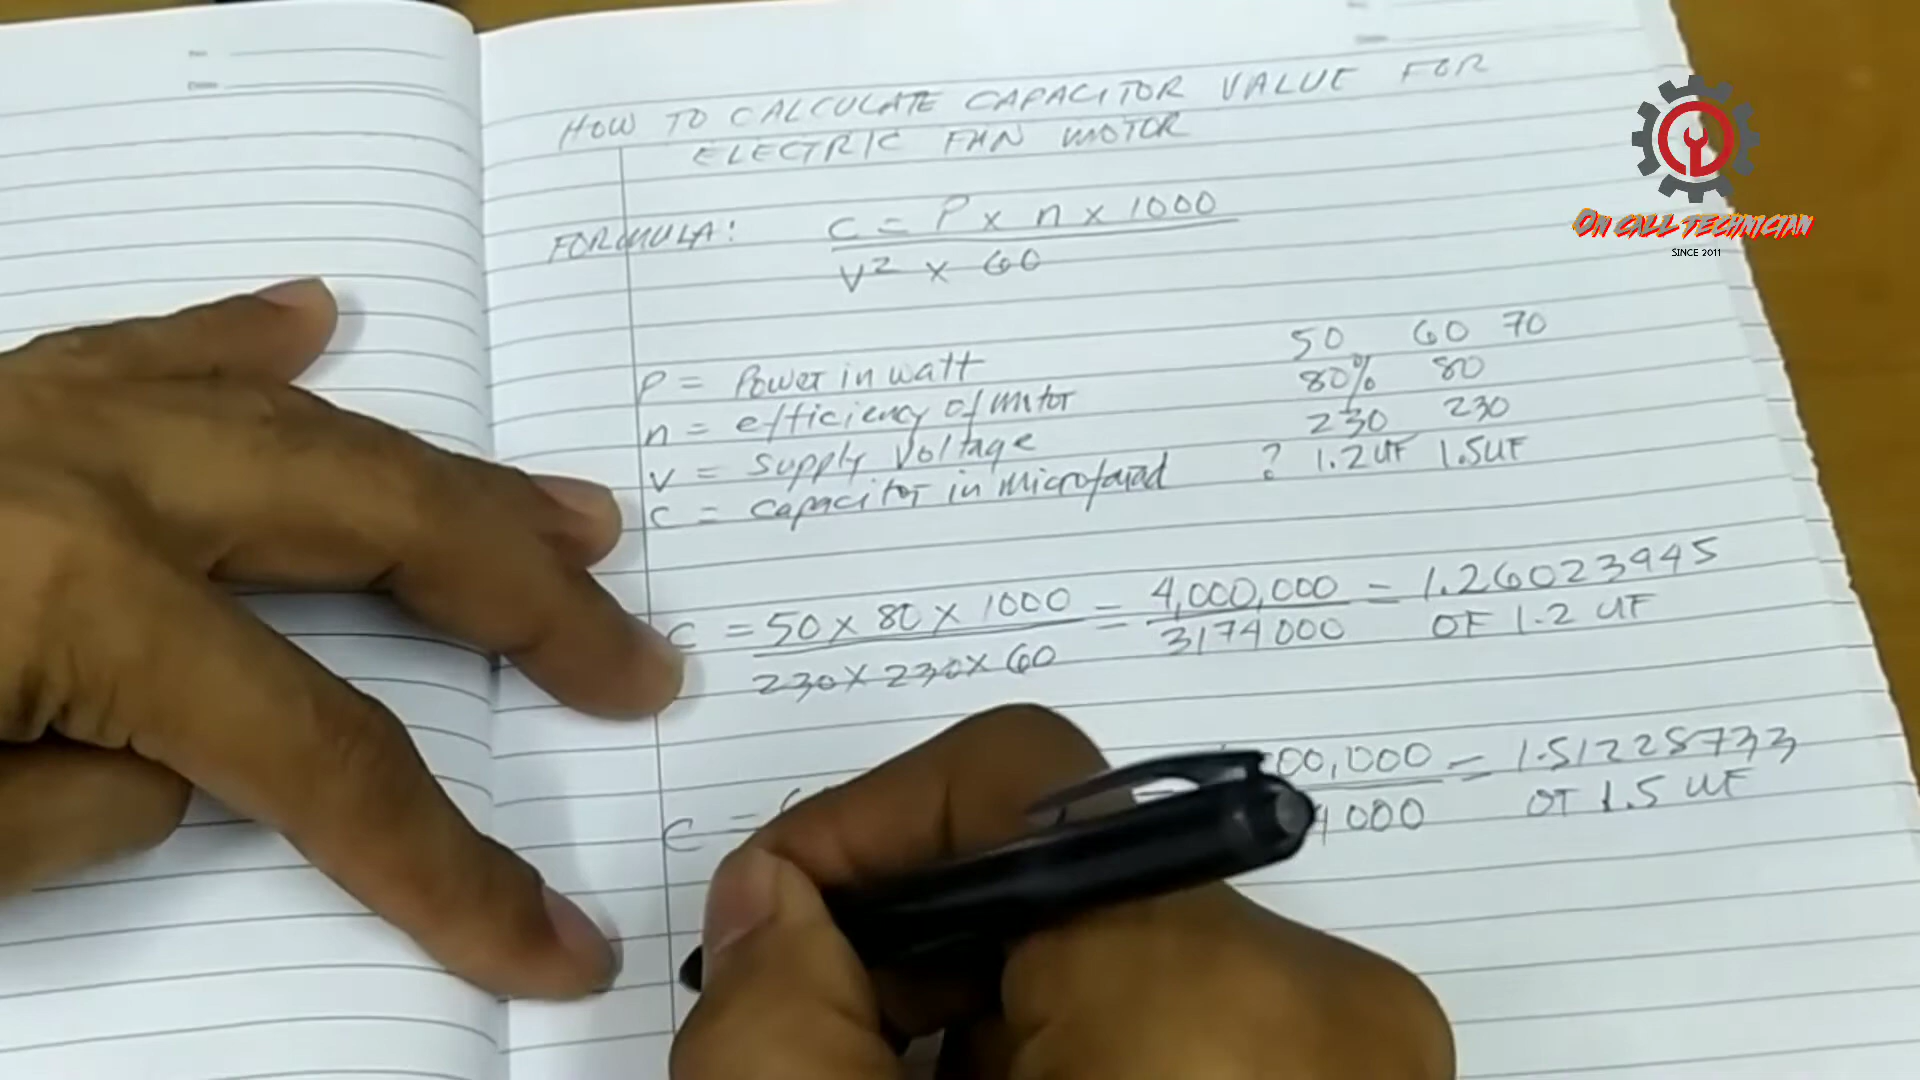 HOW TO CALCULATE CAPACITOR VALUE FOR
ELECTRIC FAN MOTOR
FORMULA: C = P x n x 1000
V² x 60
50 60 70
P = Power in watt 80% 80
n = efficiency of motor 230 230
V = Supply Voltage ? 1.2UF 1.5UF
C = Capacitor in microfarad
C = 50 x 80 x 1000 = 4,000,000 = 1.26023945
230 x 230 x 60 3174000 or 1.2 UF
C = 00,000 = 1.51228733
4000 or 1.5 UF
ON CALL TECHNICIAN
SINCE 2011